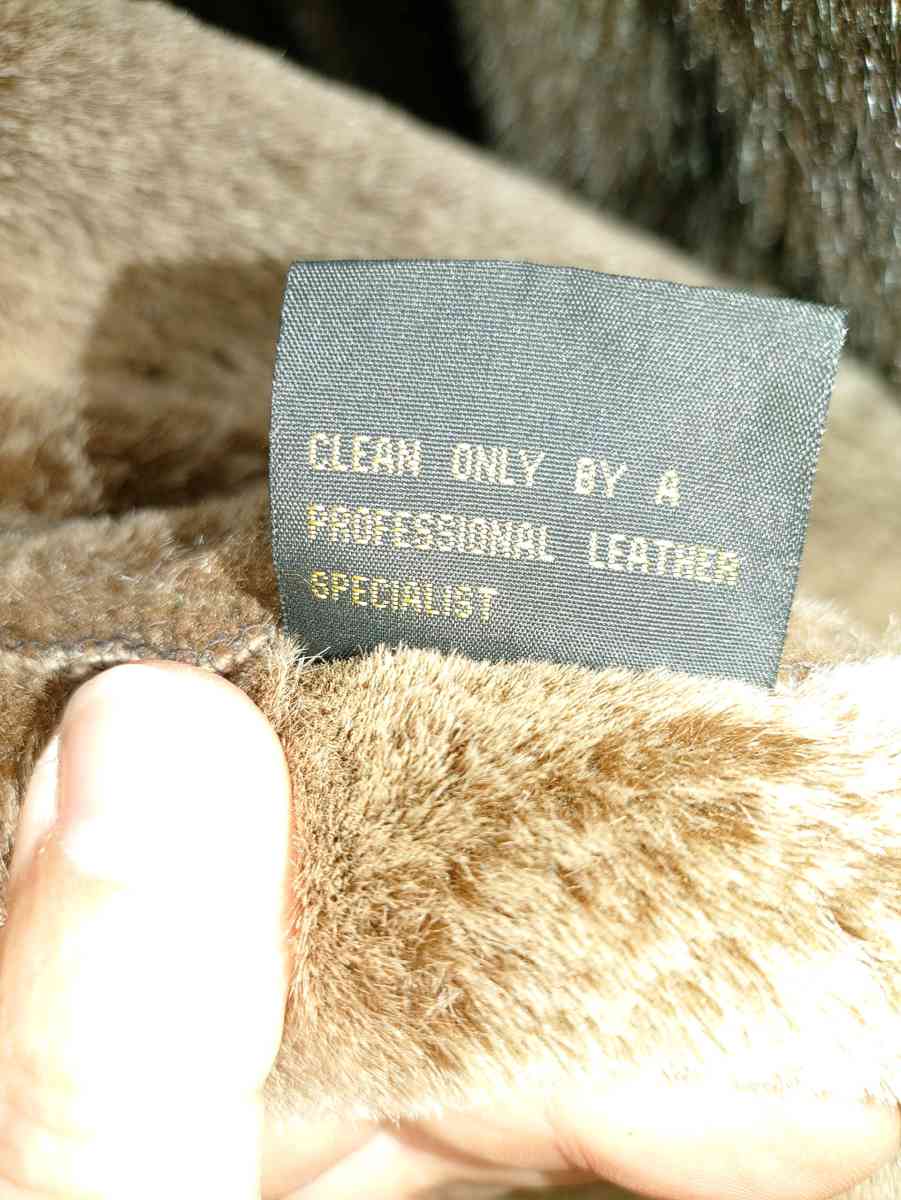 CLEAN ONLY BY A
PROFESSIONAL LEATHER
SPECIALIST